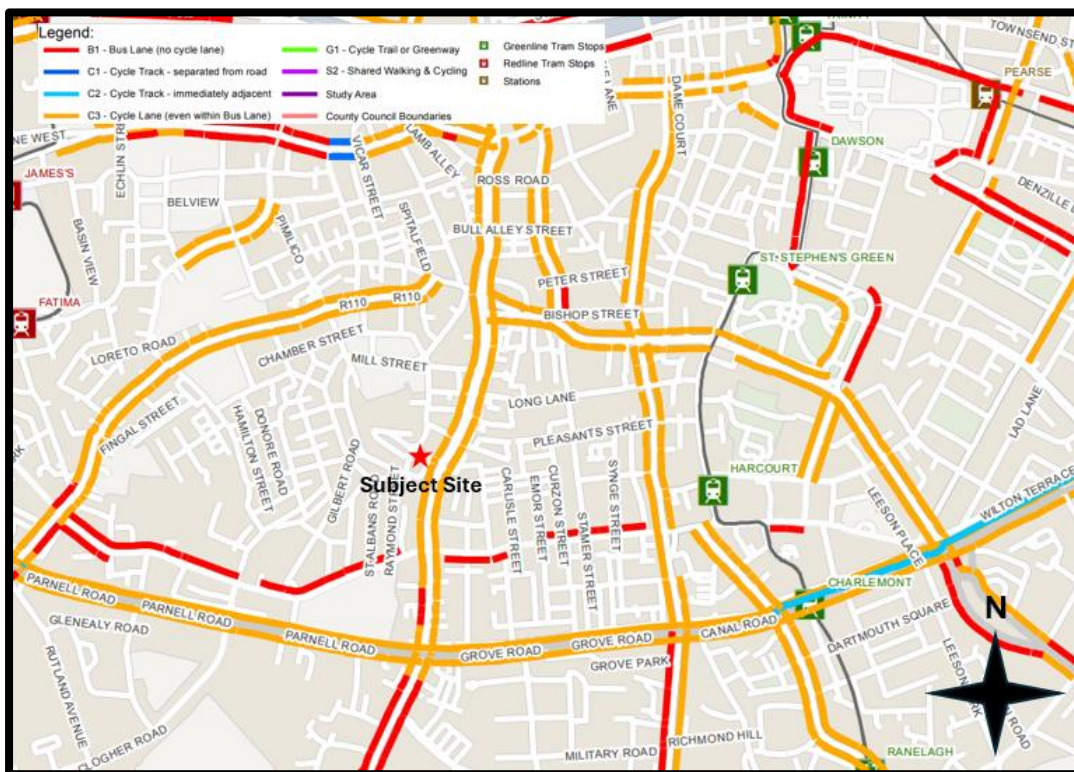 Legend:
B1 - Bus Lane (no cycle lane)
C1 - Cycle Track - separated from road
C2 - Cycle Track - immediately adjacent
C3 - Cycle Lane (even within Bus Lane)
G1 - Cycle Trail or Greenway
S2 - Shared Walking & Cycling
Study Area
County Council Boundaries
Greenline Tram Stops
Redline Tram Stops
Stations
TOWNSEND ST
PEARSE
DAME COURT
DAWSON
NE WEST
ECHLIN STRE
VICAR STREET
LAMB ALLEY
JAMES'S
ROSS ROAD
BELVIEW
DENZILLE L
BASIN VIEW
PIMLICO
SPITALFIELD
BULL ALLEY STREET
ST STEPHEN'S GREEN
PETER STREET
FATIMA
R110
R110
BISHOP STREET
LORETO ROAD
CHAMBER STREET
MILL STREET
LONG LANE
LAD LANE
FINGAL STREET
HAMILTON STREET
DONORE ROAD
PLEASANTS STREET
GILBERT ROAD
Subject Site
HARCOURT
ST.ALBANS RO
RAYMOND STREET
CARLISLE STREET
EMOR STREET
CURZON STREET
STAMER STREET
SYNGE STREET
LEESON PLACE
WILTON TERRACE
PARNELL ROAD
PARNELL ROAD
PARNELL ROAD
CHARLEMONT
GLENEALY ROAD
GROVE ROAD
GROVE ROAD
CANAL ROAD
DARTMOUTH SQUARE
N
GROVE PARK
RUTLAND AVENUE
CLOGHER ROAD
MILITARY ROAD
RICHMOND HILL
RANELAGH